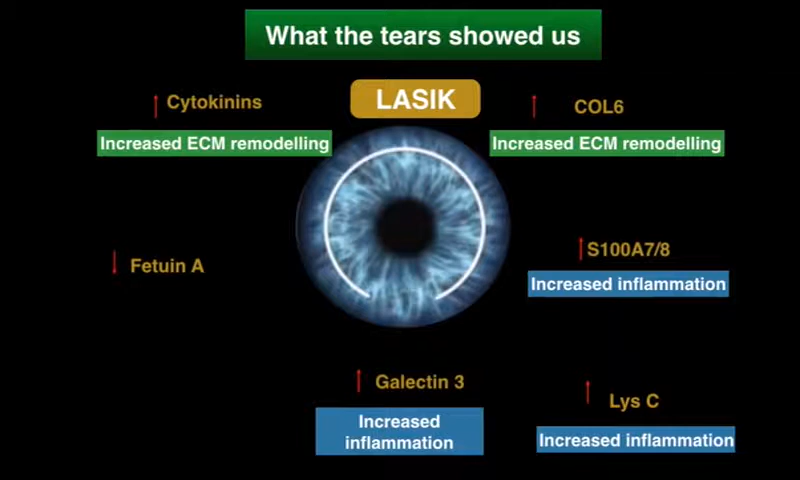 What the tears showed us
LASIK
Cytokinins
Increased ECM remodelling
COL6
Increased ECM remodelling
Fetuin A
S100A7/8
Increased inflammation
Galectin 3
Increased
inflammation
Lys C
Increased inflammation